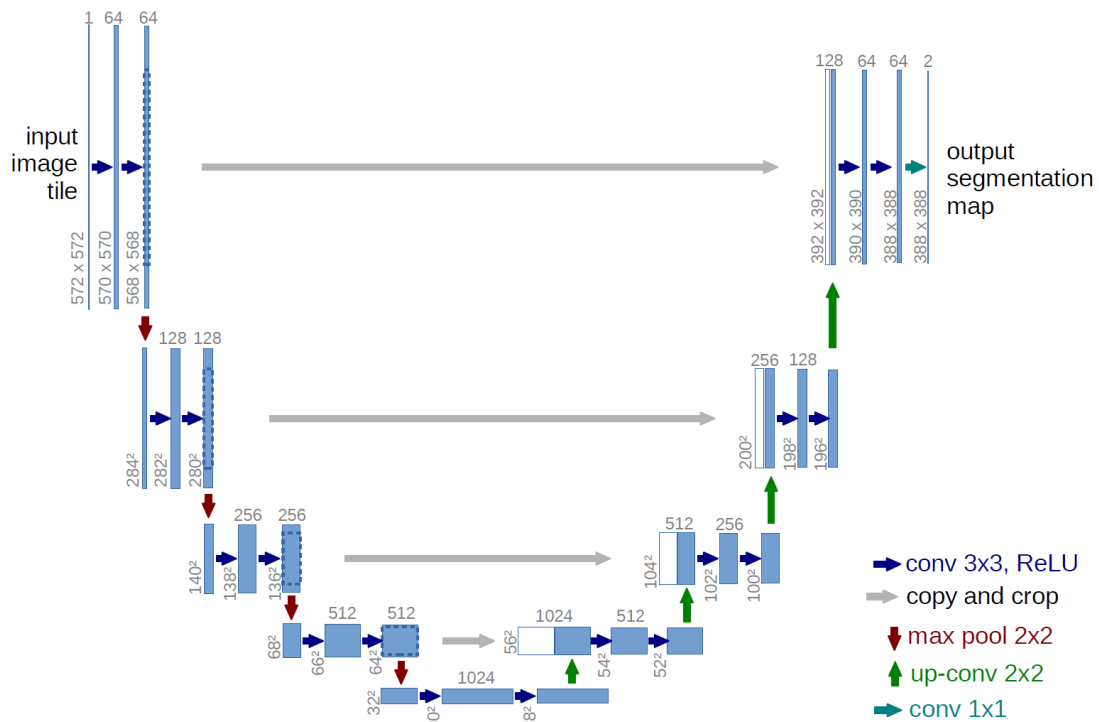 1 64 64
128 64 64 2
input
image
tile
output
segmentation
map
572 x 572
570 x 570
568 x 568
392 x 392
390 x 390
388 x 388
388 x 388
128 128
256 128
284²
282²
280²
200²
198²
196²
256 256
512 256
140²
138²
136²
104²
102²
100²
512 512
1024 512
68²
66²
64²
56²
54²
52²
1024
32²
0²
8²
conv 3x3, ReLU
copy and crop
max pool 2x2
up-conv 2x2
conv 1x1